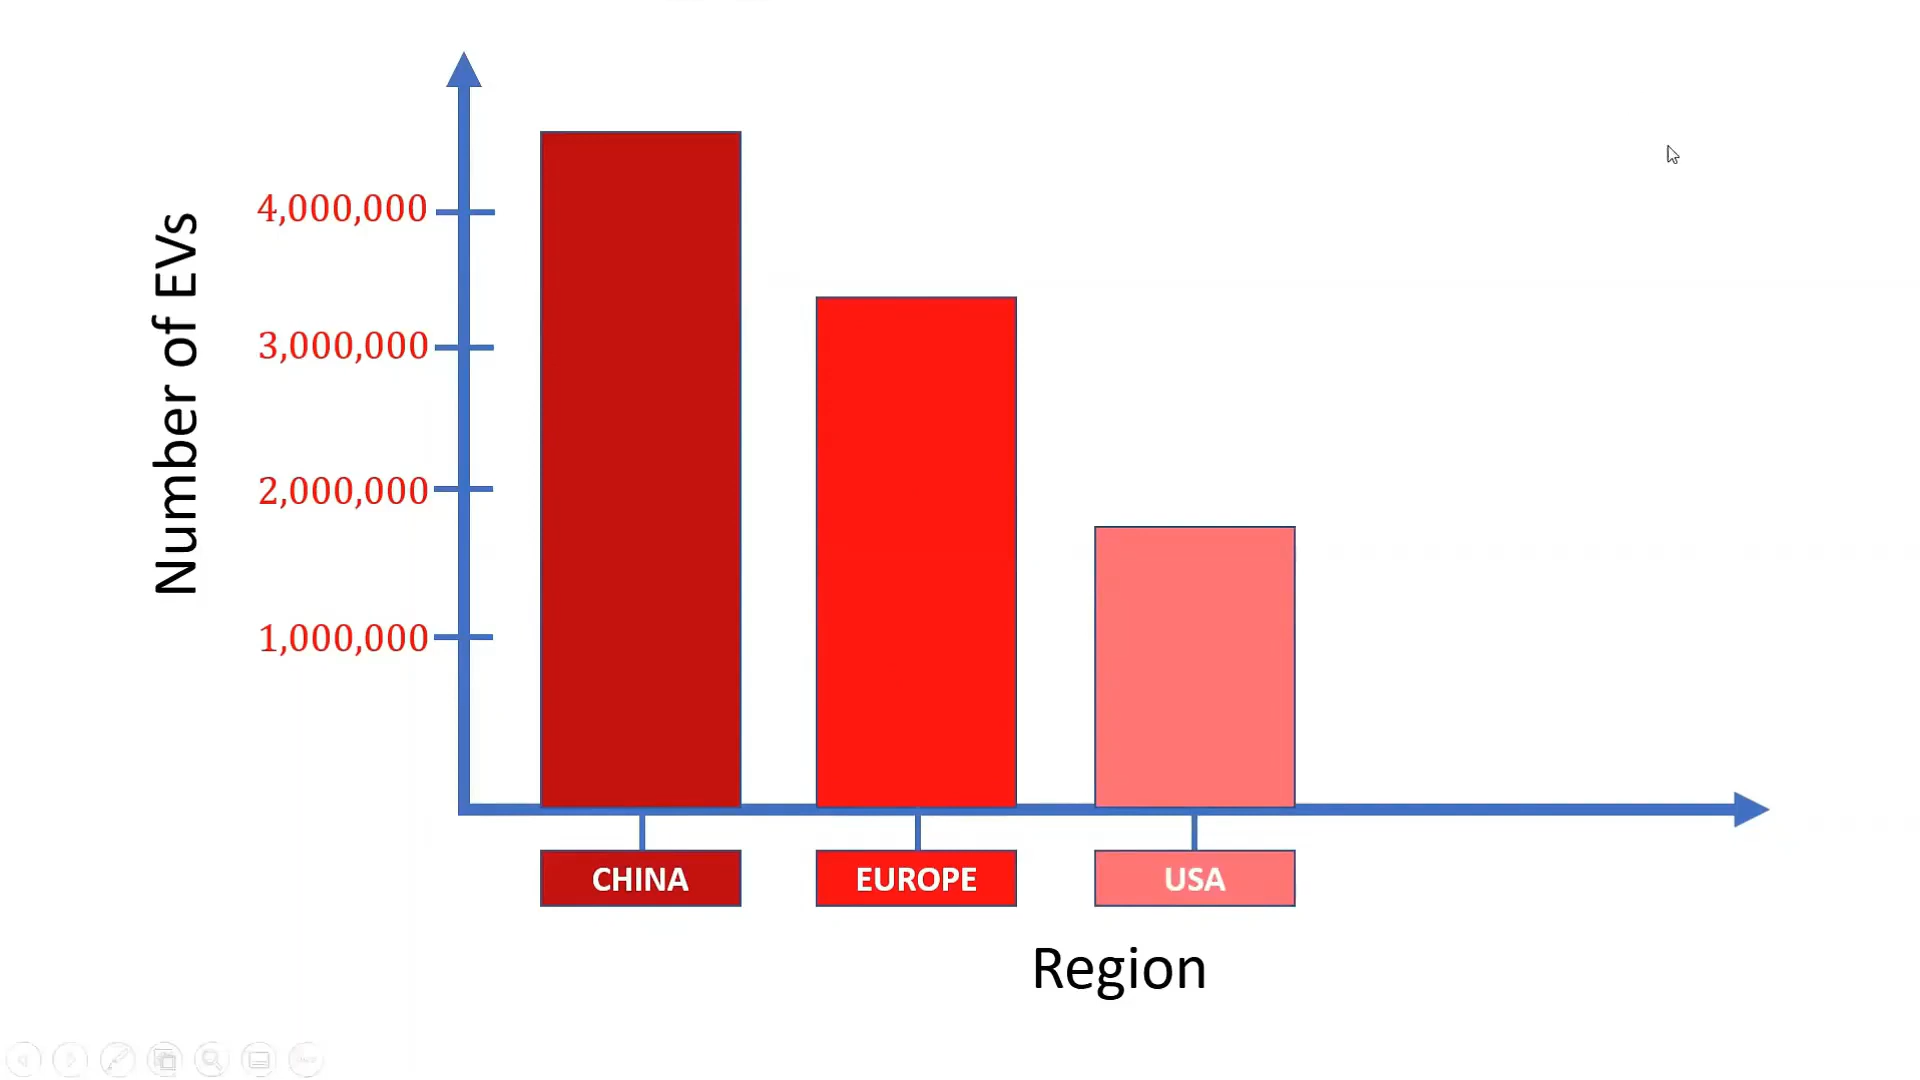 Number of EVs
4,000,000
3,000,000
2,000,000
1,000,000
CHINA
EUROPE
USA
Region